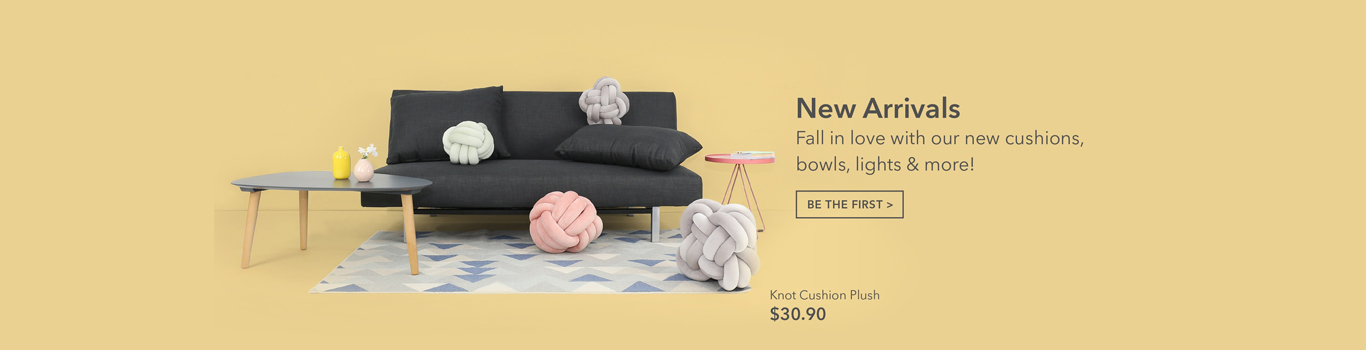 New Arrivals
Fall in love with our new cushions,
bowls, lights & more!
BE THE FIRST >
Knot Cushion Plush
$30.90